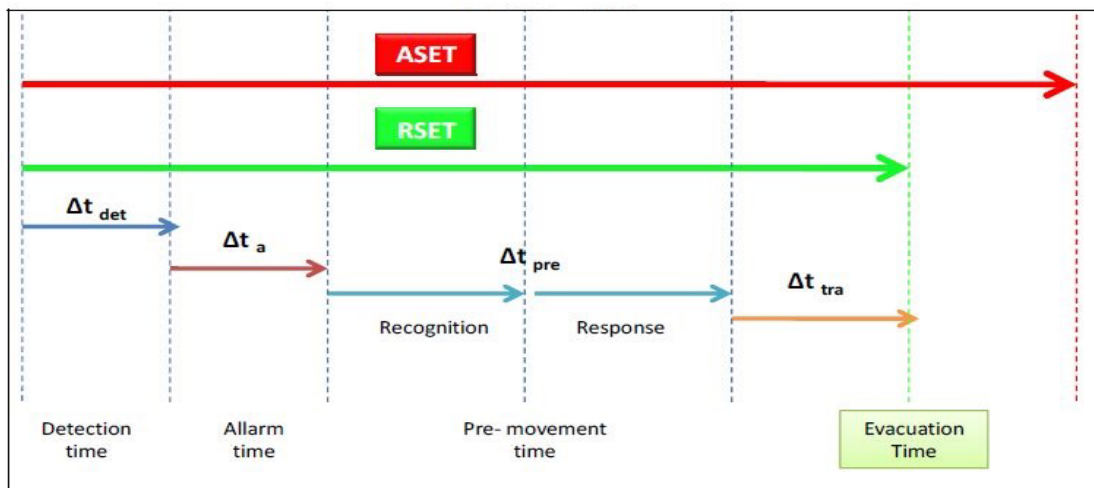 ASET
RSET
Δt det
Δt a
Δt pre
Δt tra
Recognition
Response
Detection
time
Allarm
time
Pre- movement
time
Evacuation
Time